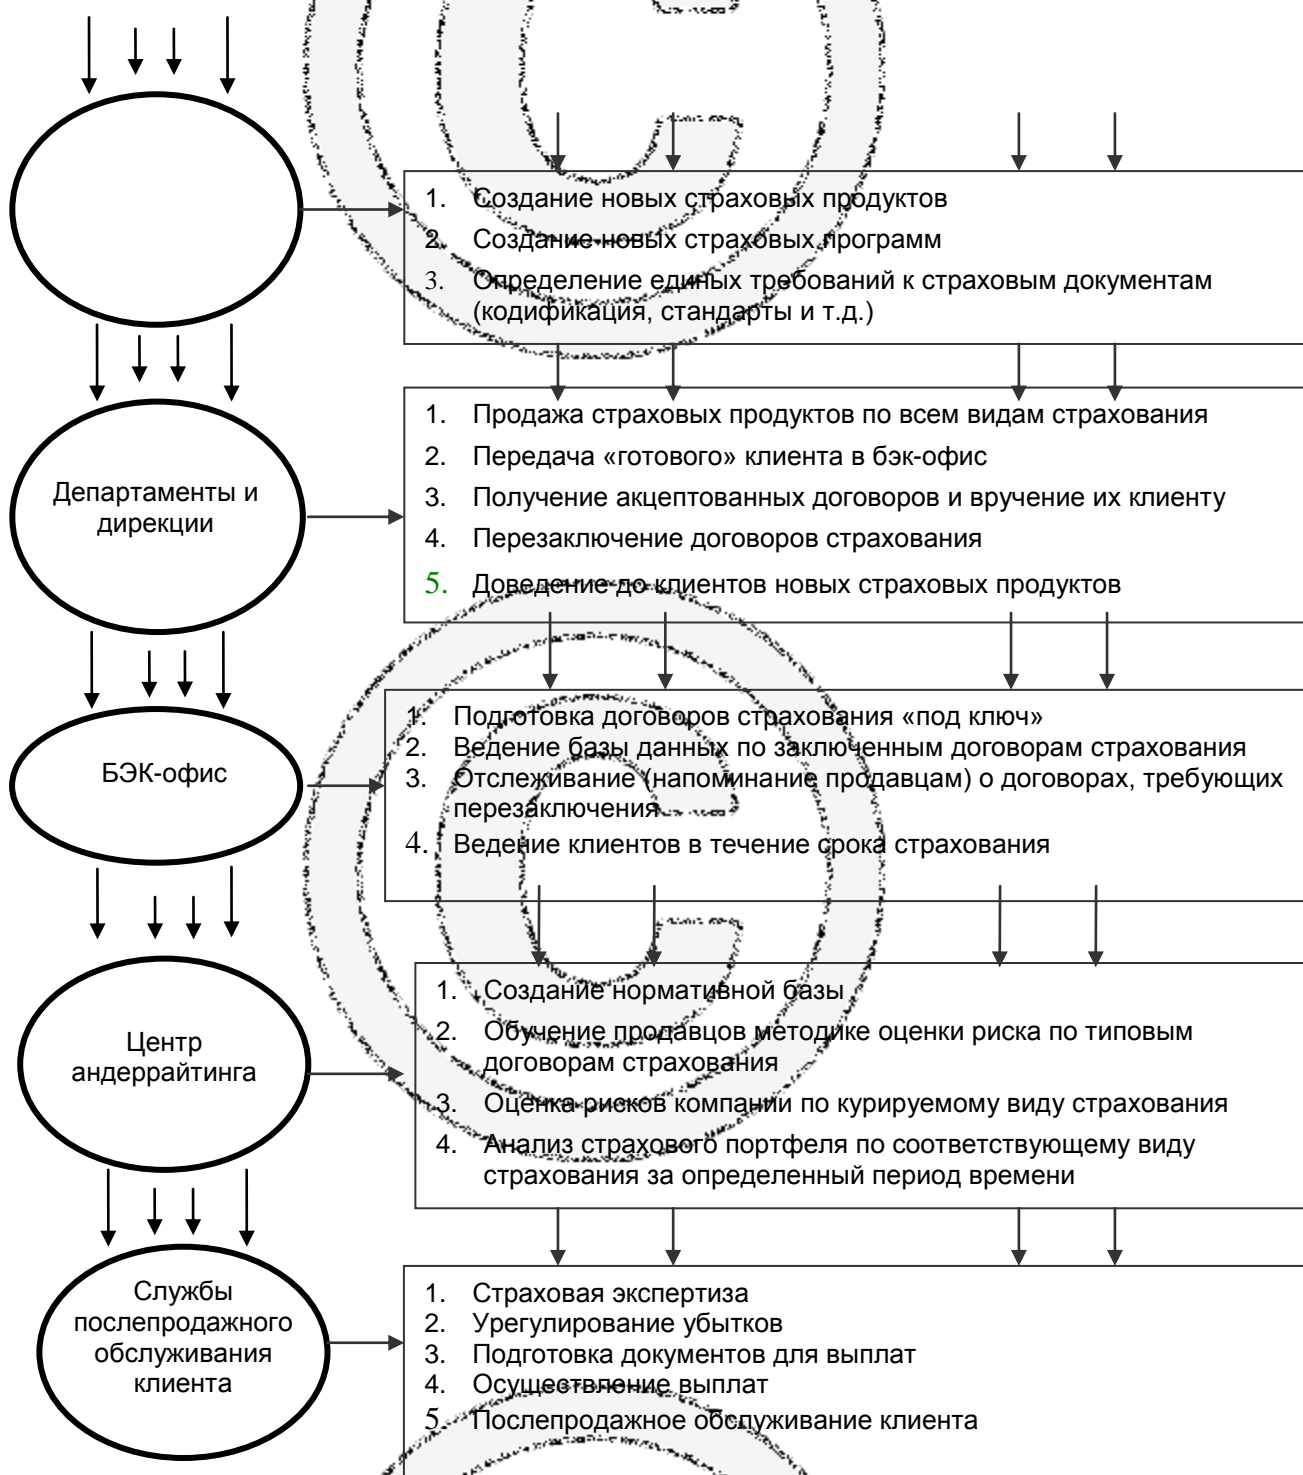 1. Создание новых страховых продуктов
2. Создание новых страховых программ
3. Определение единых требований к страховым документам
(кодификация, стандарты и т.д.)
Департаменты и
дирекции
1. Продажа страховых продуктов по всем видам страхования
2. Передача «готового» клиента в бэк-офис
3. Получение акцептованных договоров и вручение их клиенту
4. Перезаключение договоров страхования
5. Доведение до клиентов новых страховых продуктов
БЭК-офис
1. Подготовка договоров страхования «под ключ»
2. Ведение базы данных по заключенным договорам страхования
3. Отслеживание (напоминание продавцам) о договорах, требующих
перезаключения
4. Ведение клиентов в течение срока страхования
Центр
андеррайтинга
1. Создание нормативной базы
2. Обучение продавцов методике оценки риска по типовым
договорам страхования
3. Оценка рисков компании по курируемому виду страхования
4. Анализ страхового портфеля по соответствующему виду
страхования за определенный период времени
Службы
послепродажного
обслуживания
клиента
1. Страховая экспертиза
2. Урегулирование убытков
3. Подготовка документов для выплат
4. Осуществление выплат
5. Послепродажное обслуживание клиента